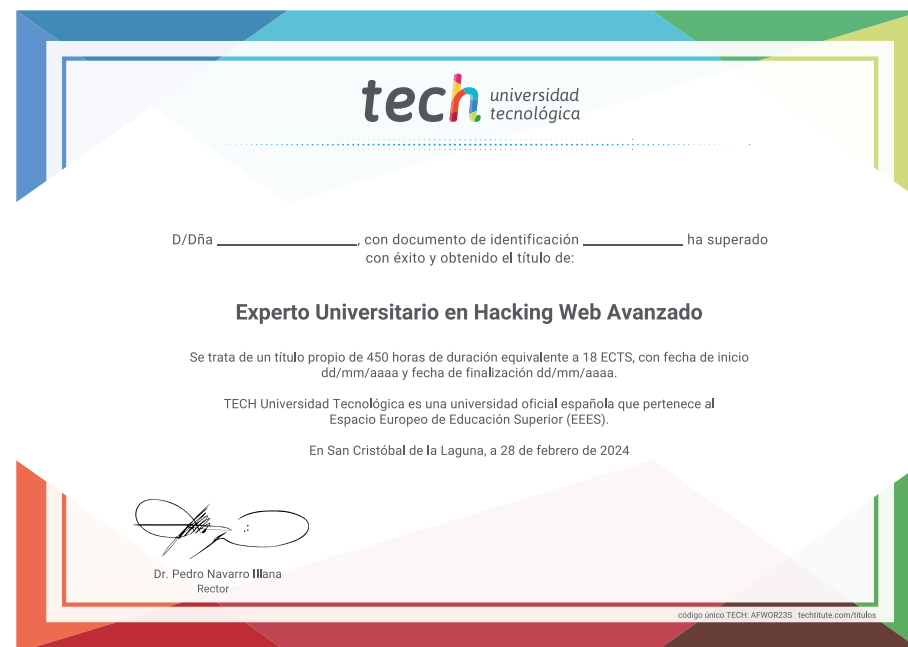 tech universidad
tecnológica
D/Dña ____________________, con documento de identificación ______________ ha superado
con éxito y obtenido el título de:
Experto Universitario en Hacking Web Avanzado
Se trata de un título propio de 450 horas de duración equivalente a 18 ECTS, con fecha de inicio
dd/mm/aaaa y fecha de finalización dd/mm/aaaa.
TECH Universidad Tecnológica es una universidad oficial española que pertenece al
Espacio Europeo de Educación Superior (EEES).
En San Cristóbal de la Laguna, a 28 de febrero de 2024
Dr. Pedro Navarro Illana
Rector
código único TECH: AFWOR23S techtitute.com/titulos